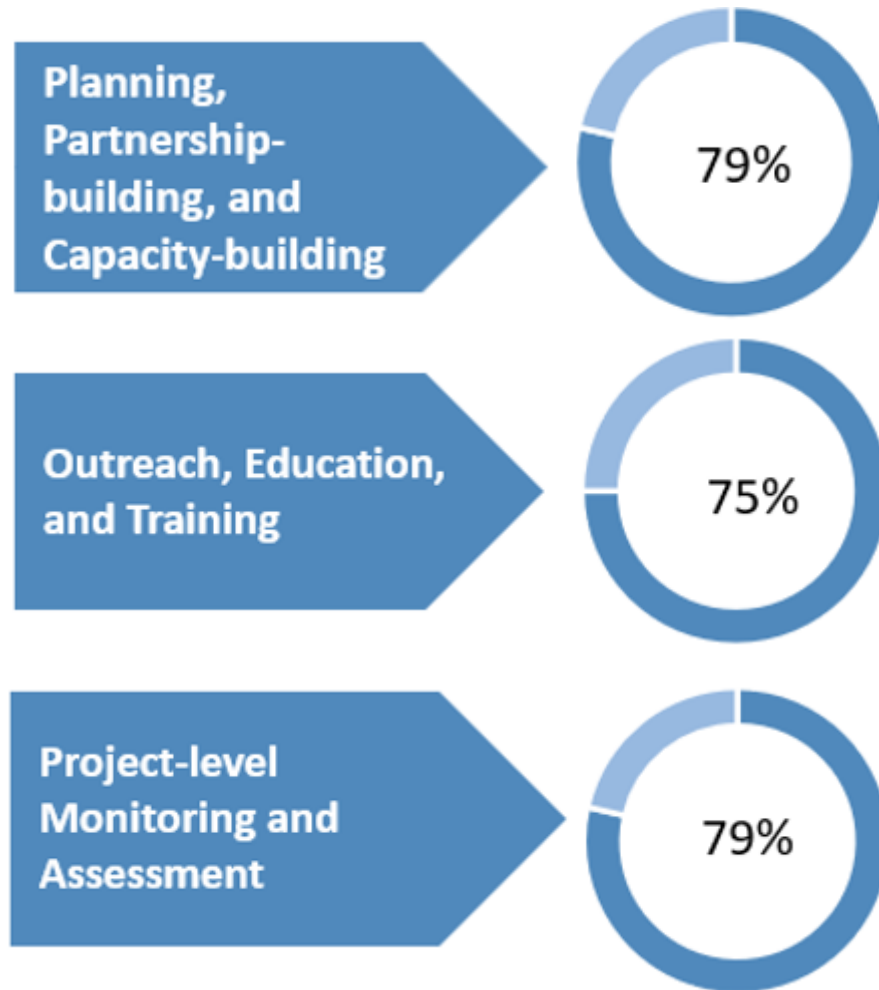 Planning,
Partnership-
building, and
Capacity-building
79%
Outreach, Education,
and Training
75%
Project-level
Monitoring and
Assessment
79%